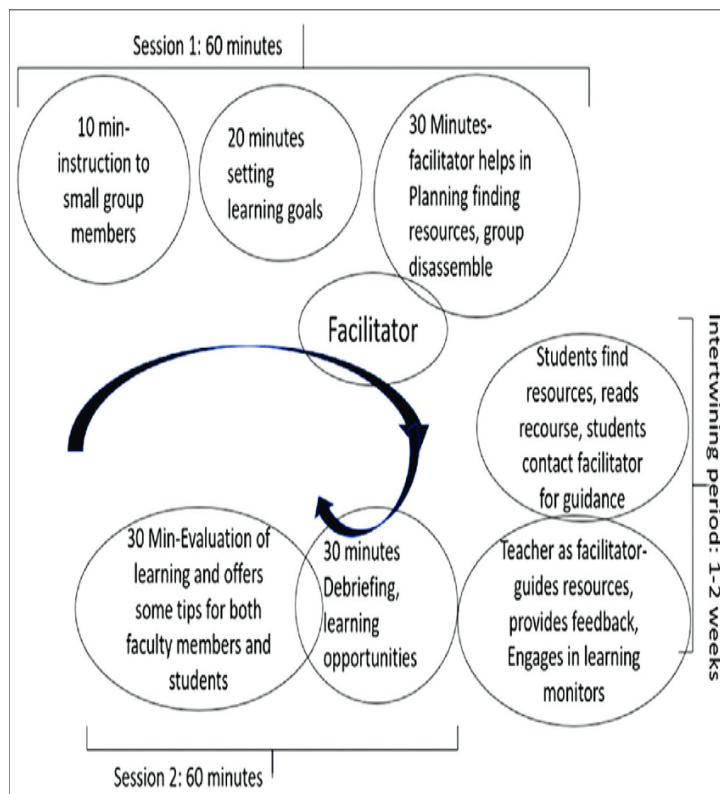 Session 1: 60 minutes
10 min-
instruction to
small group
members
20 minutes
setting
learning goals
30 Minutes-
facilitator helps in
Planning finding
resources, group
disassemble
Facilitator
Students find
resources, reads
recourse, students
contact facilitator
for guidance
Intertwining period: 1-2 weeks
Teacher as facilitator-
guides resources,
provides feedback,
Engages in learning
monitors
30 minutes
Debriefing,
learning
opportunities
30 Min-Evaluation of
learning and offers
some tips for both
faculty members and
students
Session 2: 60 minutes